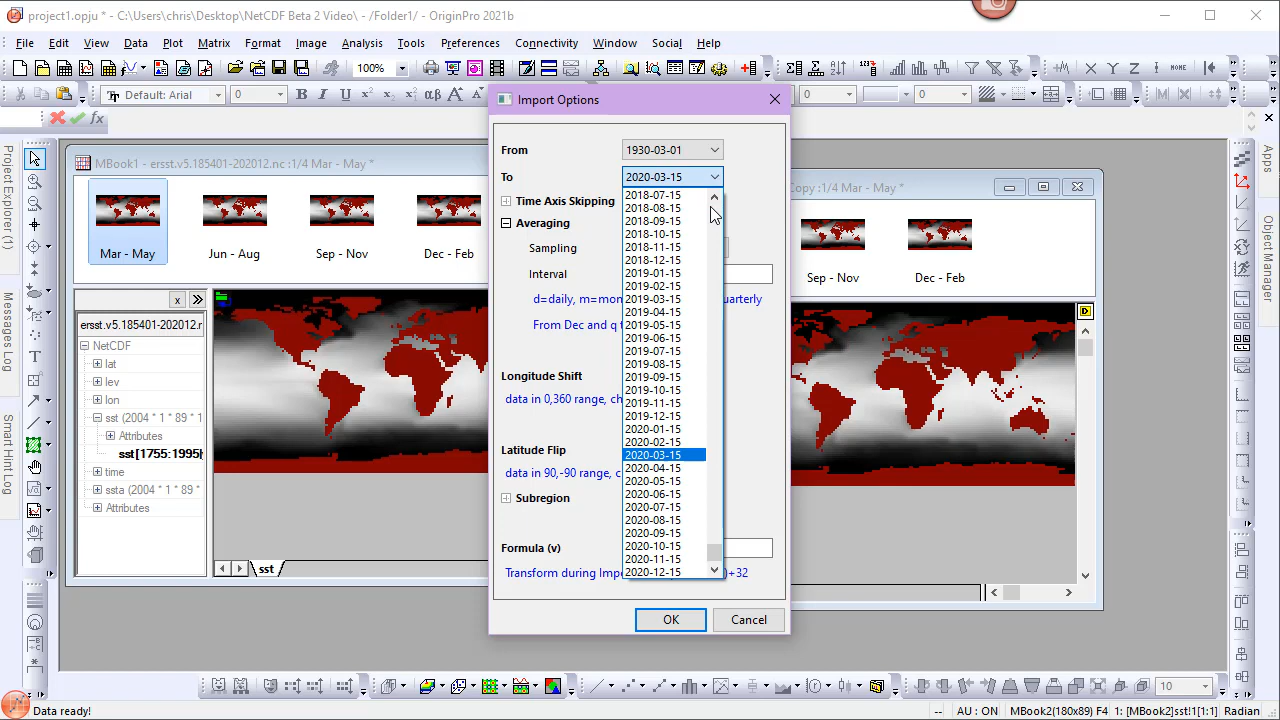 project1.opju * - C:\Users\chris\Desktop\NetCDF Beta 2 Video\ - /Folder1/ - OriginPro 2021b
File Edit View Data Plot Matrix Format Image Analysis Tools Preferences Connectivity Window Social Help
100%
Default: Arial 0 B I U αβ A 0 0
fx
Project Explorer (1)
Messages Log
Smart Hint Log
Apps
Object Manager
MBook1 - ersst.v5.185401-202012.nc :1/4 Mar - May *
Mar - May Jun - Aug Sep - Nov Dec - Feb
x
ersst.v5.185401-202012.r
NetCDF
lat
lev
lon
sst (2004 * 1 * 89 * 1
Attributes
sst[1755:1995
time
ssta (2004 * 1 * 89 * 1
Attributes
sst
Copy :1/4 Mar - May *
Sep - Nov Dec - Feb
Import Options
From 1930-03-01
To 2020-03-15
Time Axis Skipping
Averaging
Sampling
Interval
d=daily, m=mon
uarterly
From Dec and q
Longitude Shift
data in 0,360 range, ch
Latitude Flip
data in 90,-90 range, c
Subregion
Formula (v)
Transform during Imp
)+32
2018-07-15
2018-08-15
2018-09-15
2018-10-15
2018-11-15
2018-12-15
2019-01-15
2019-02-15
2019-03-15
2019-04-15
2019-05-15
2019-06-15
2019-07-15
2019-08-15
2019-09-15
2019-10-15
2019-11-15
2019-12-15
2020-01-15
2020-02-15
2020-03-15
2020-04-15
2020-05-15
2020-06-15
2020-07-15
2020-08-15
2020-09-15
2020-10-15
2020-11-15
2020-12-15
OK Cancel
10
Data ready!
-- AU : ON MBook2(180x89) F4 1: [MBook2]sst!1[1:1] Radian